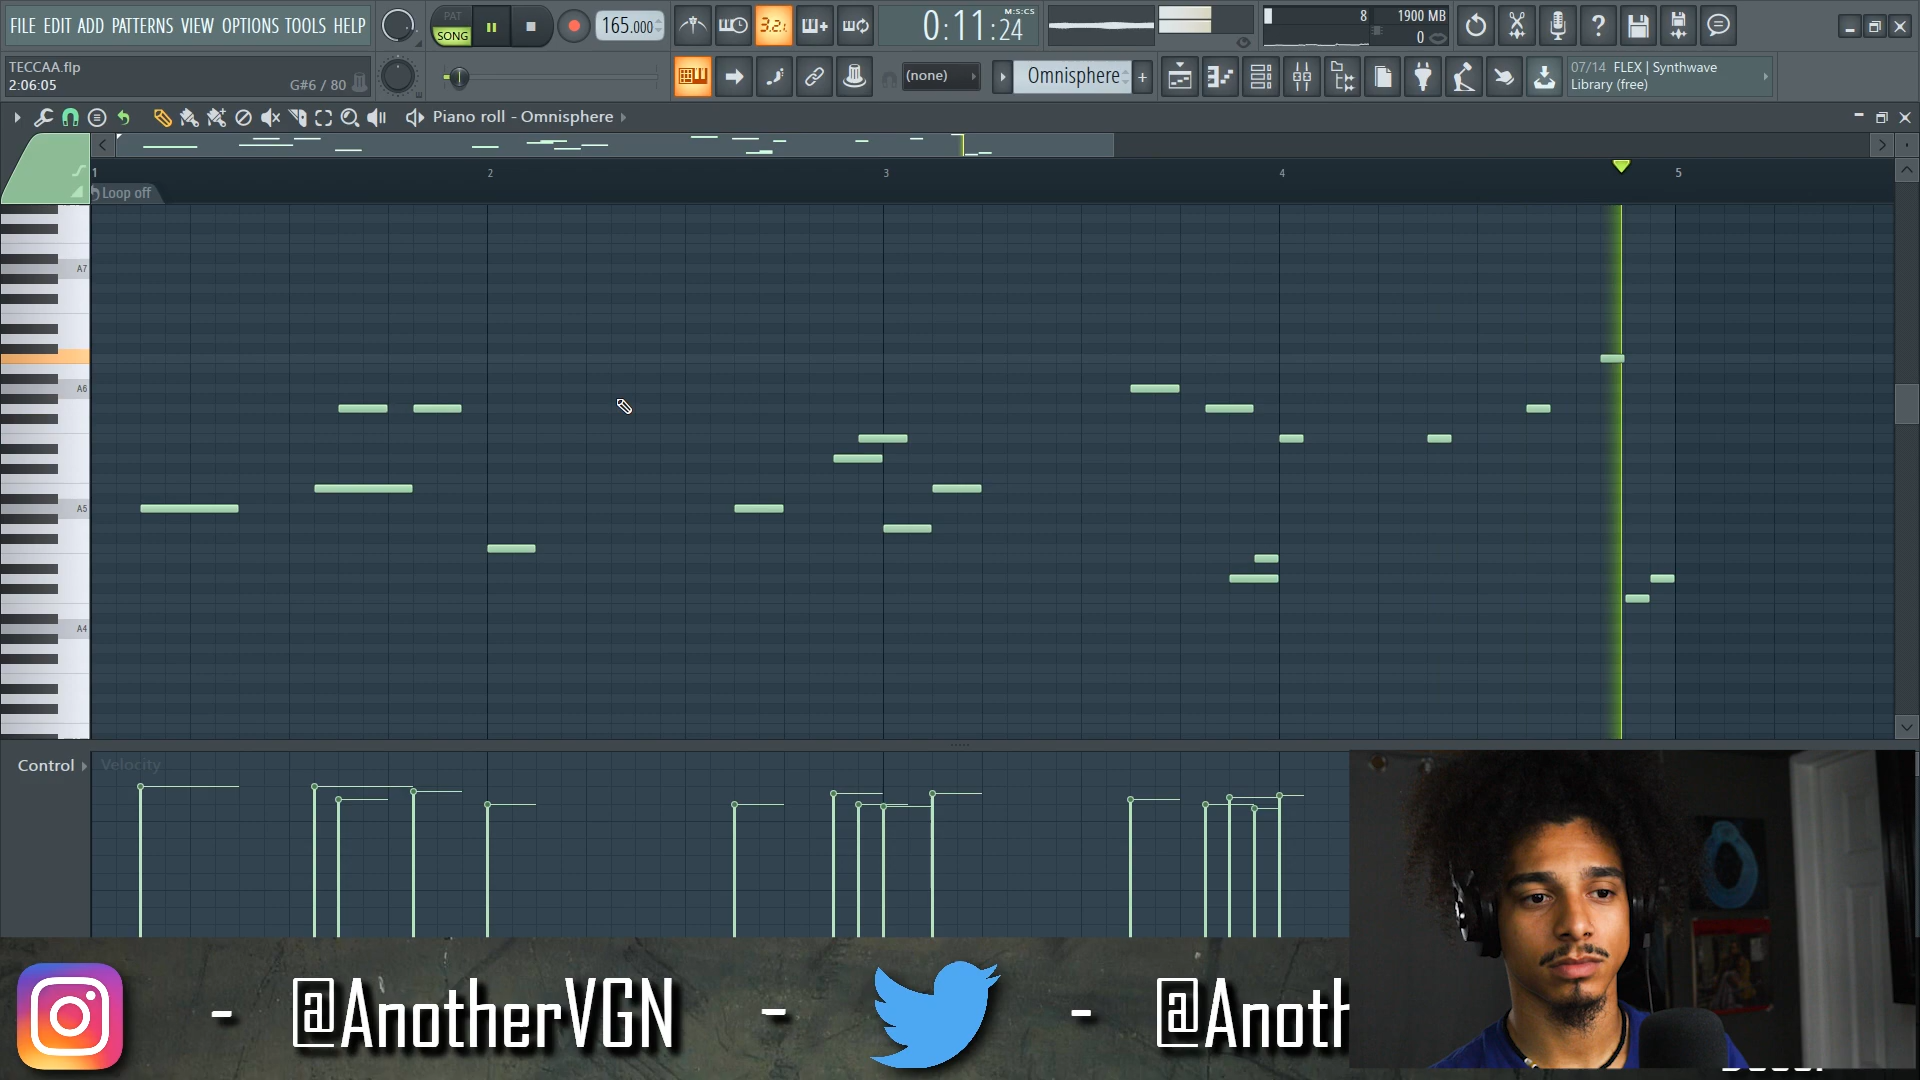 FILE EDIT ADD PATTERNS VIEW OPTIONS TOOLS HELP
PAT
SONG
165.000
3.2.
0:11:24
M:S:CS
8
1900 MB
0
TECCAA.flp
2:06:05
G#6 / 80
(none)
Omnisphere
+
07/14 FLEX | Synthwave
Library (free)
Piano roll - Omnisphere
1
2
3
4
5
Loop off
A7
A6
A5
A4
Control
Velocity
- @AnotherVGN - - @Anoth